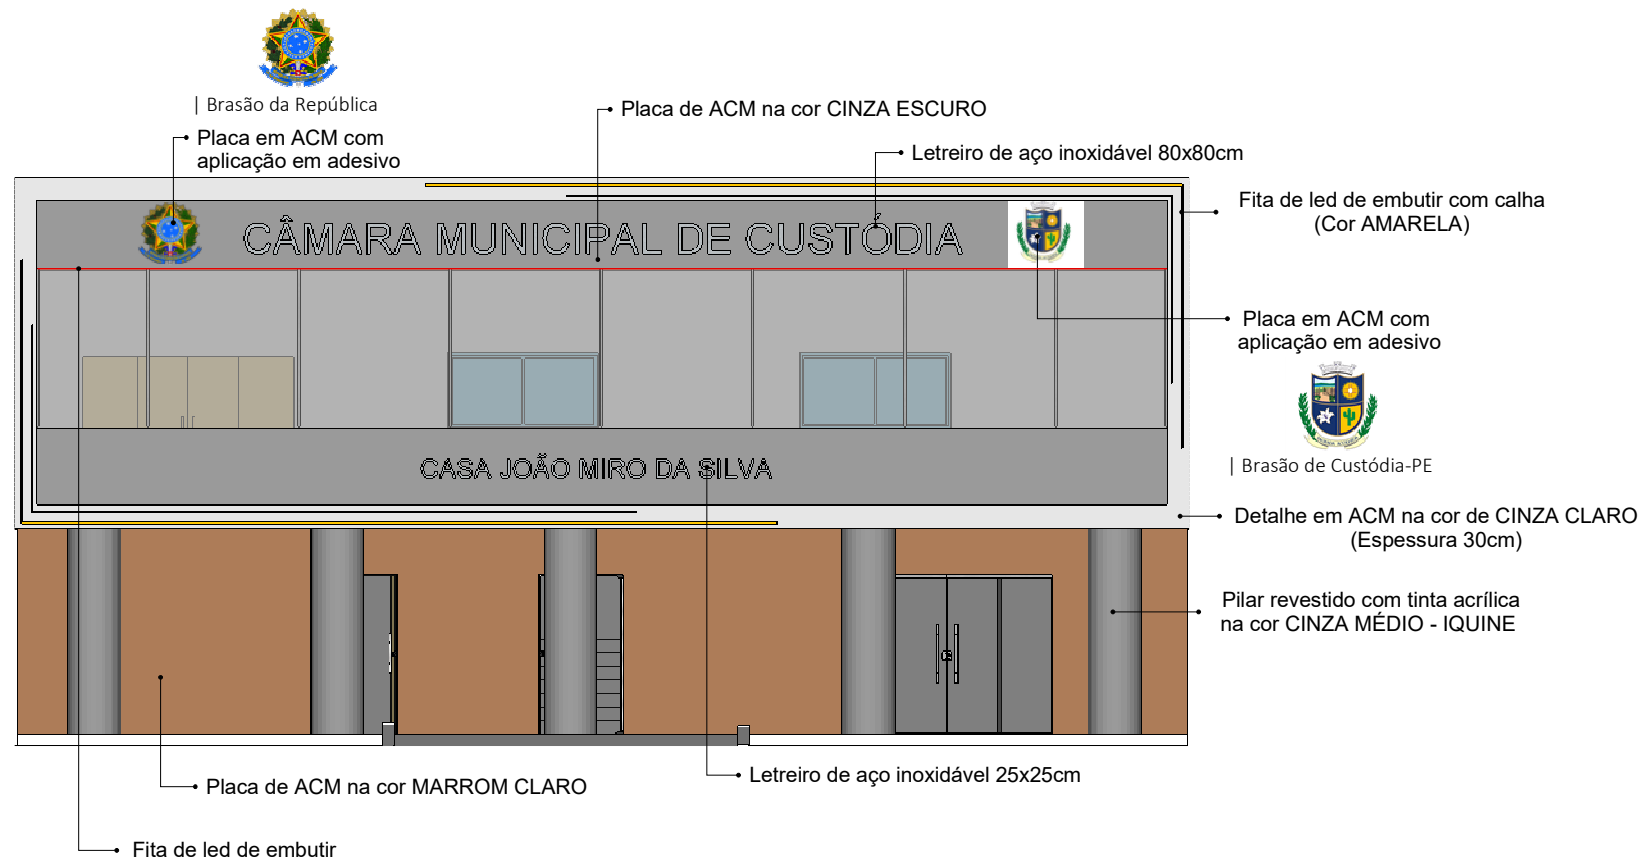 | Brasão da República
Placa em ACM com
aplicação em adesivo
Placa de ACM na cor CINZA ESCURO
Letreiro de aço inoxidável 80x80cm
Fita de led de embutir com calha
(Cor AMARELA)
CÂMARA MUNICIPAL DE CUSTÓDIA
Placa em ACM com
aplicação em adesivo
| Brasão de Custódia-PE
CASA JOÃO MIRO DA SILVA
Detalhe em ACM na cor de CINZA CLARO
(Espessura 30cm)
Pilar revestido com tinta acrílica
na cor CINZA MÉDIO - IQUINE
Letreiro de aço inoxidável 25x25cm
Placa de ACM na cor MARROM CLARO
Fita de led de embutir